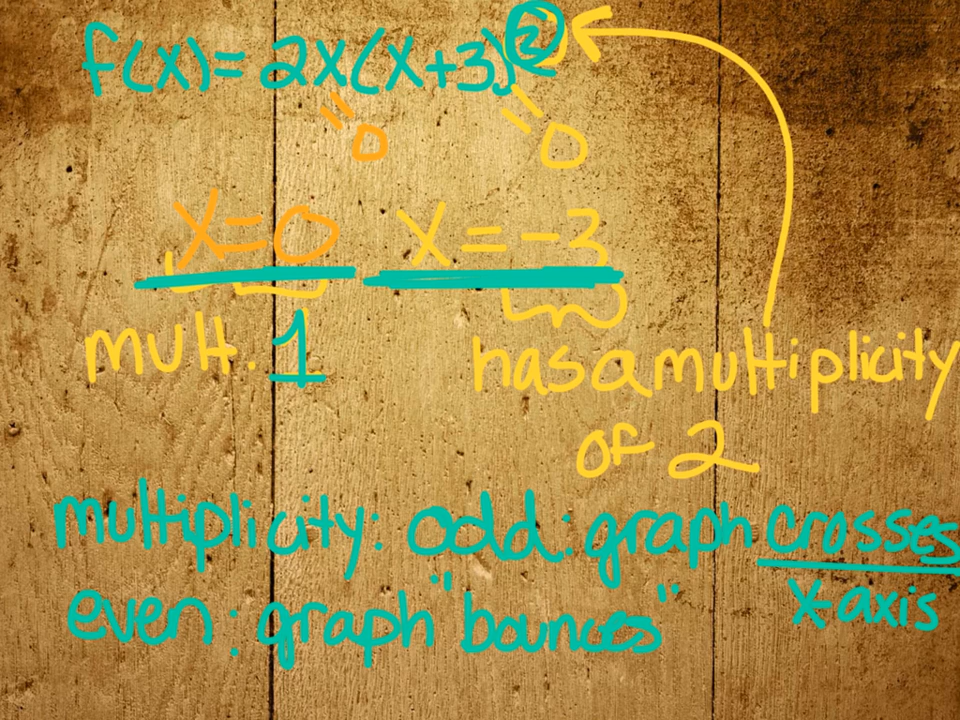 f(x)=2x(x+3)²
=0 =0
x=0 x=-3
mult. 1 has a multiplicity
of 2
multiplicity: odd: graph crosses
x-axis
even: graph "bounces"